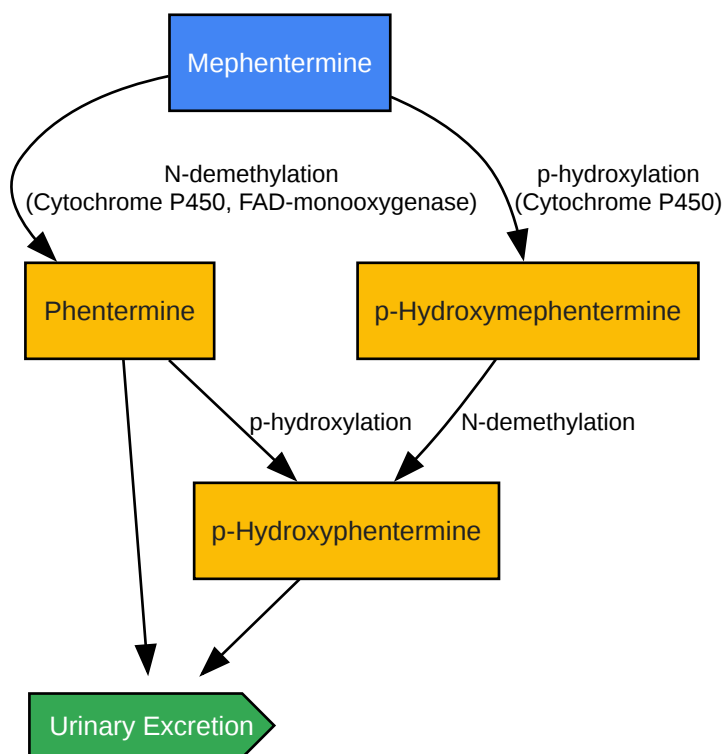 Mephentermine
N-demethylation
(Cytochrome P450, FAD-monooxygenase)
p-hydroxylation
(Cytochrome P450)
Phentermine
p-Hydroxymephentermine
p-hydroxylation
N-demethylation
p-Hydroxyphentermine
Urinary Excretion